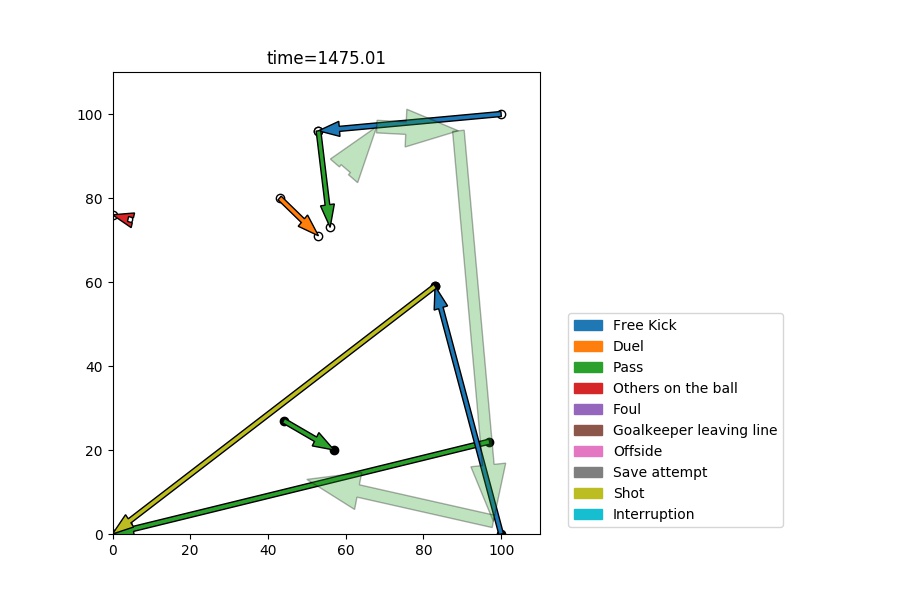 time=1475.01
100
80
60
40
20
0
0
20
40
60
80
100
Free Kick
Duel
Pass
Others on the ball
Foul
Goalkeeper leaving line
Offside
Save attempt
Shot
Interruption